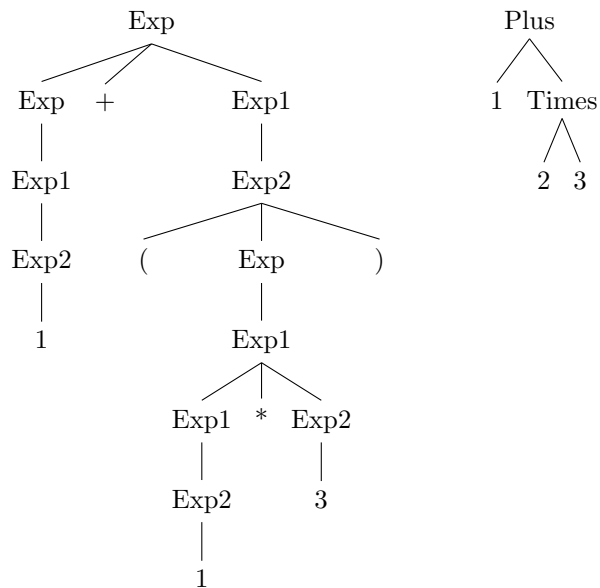 Exp Plus
Exp + Exp1 1 Times
Exp1 Exp2 2 3
Exp2 ( Exp )
1 Exp1
Exp1 * Exp2
Exp2 3
1